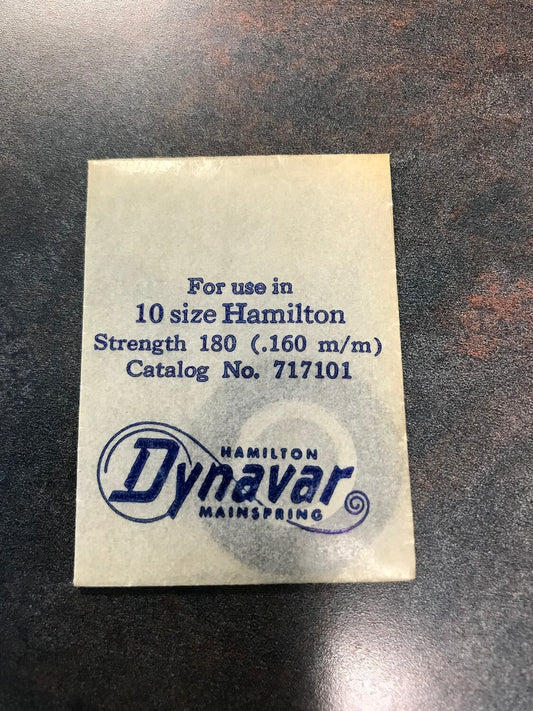 For use in
10 size Hamilton
Strength 180 (.160 m/m)
Catalog No. 717101
HAMILTON
Dynavar
MAINSPRING